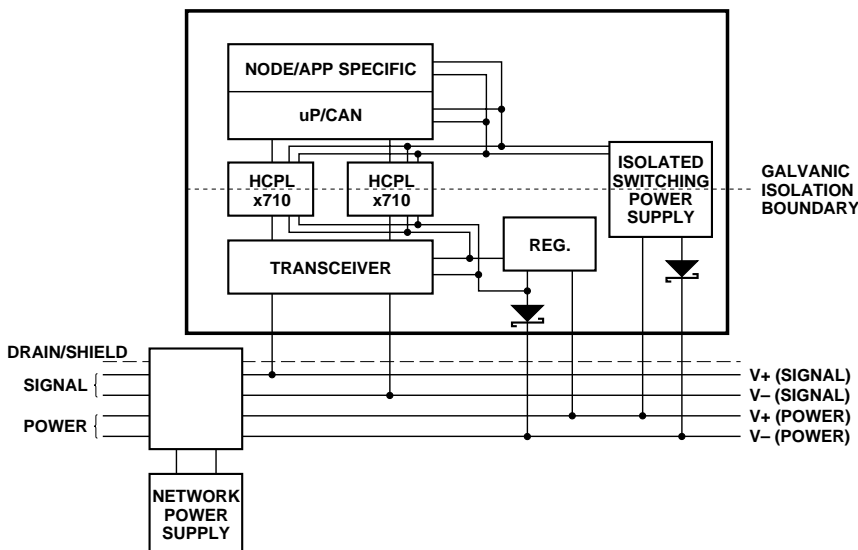 NODE/APP SPECIFIC
uP/CAN
HCPL
x710
HCPL
x710
ISOLATED
SWITCHING
POWER
SUPPLY
GALVANIC
ISOLATION
BOUNDARY
TRANSCEIVER
REG.
DRAIN/SHIELD
SIGNAL
POWER
V+ (SIGNAL)
V– (SIGNAL)
V+ (POWER)
V– (POWER)
NETWORK
POWER
SUPPLY